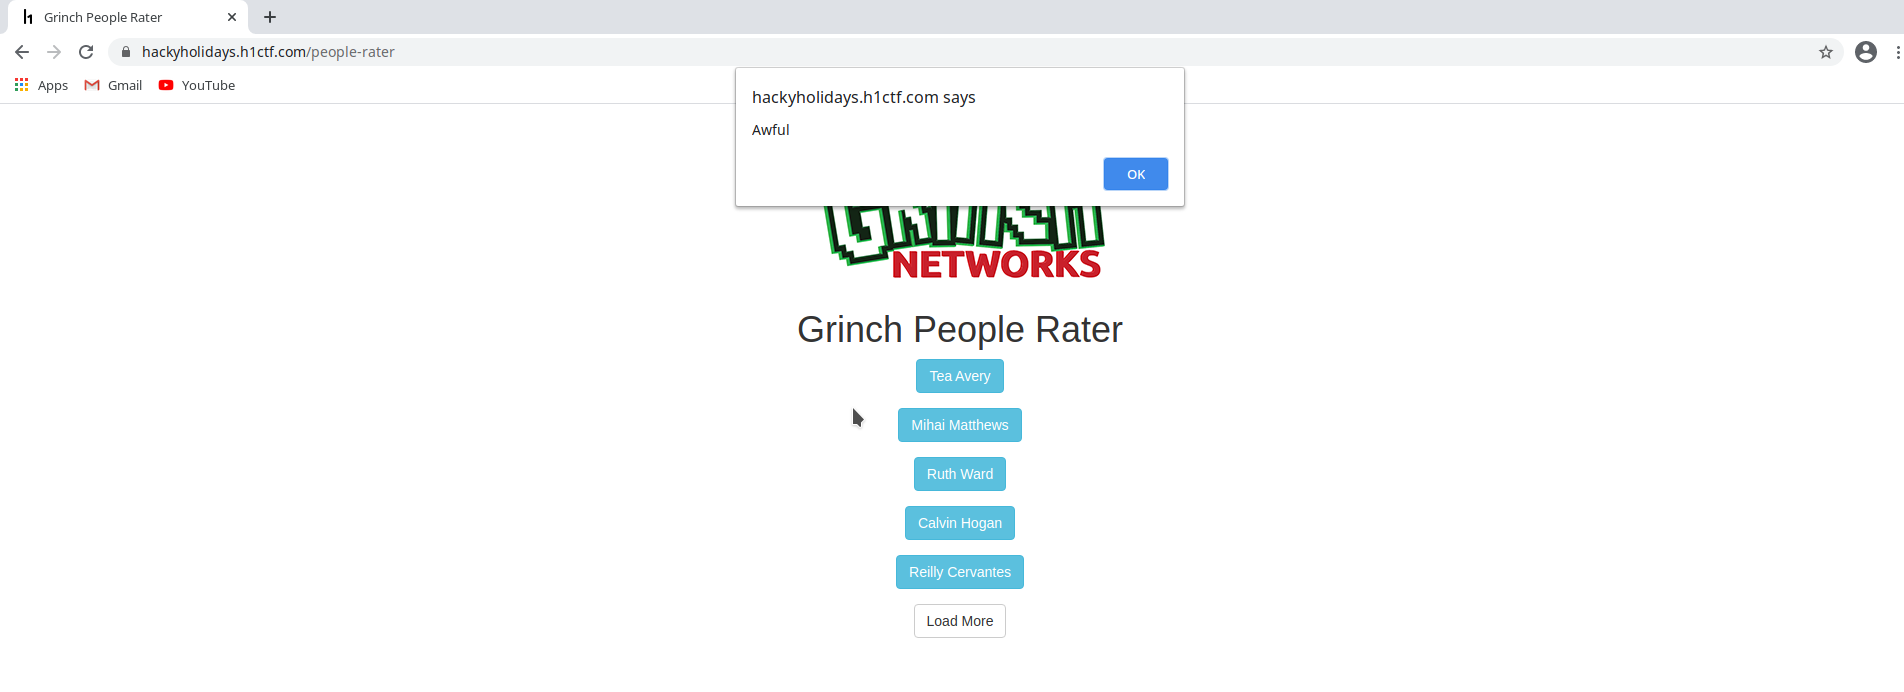 Grinch People Rater
hackyholidays.h1ctf.com/people-rater
Apps Gmail YouTube
hackyholidays.h1ctf.com says
Awful
OK
NETWORKS
Grinch People Rater
Tea Avery
Mihai Matthews
Ruth Ward
Calvin Hogan
Reilly Cervantes
Load More